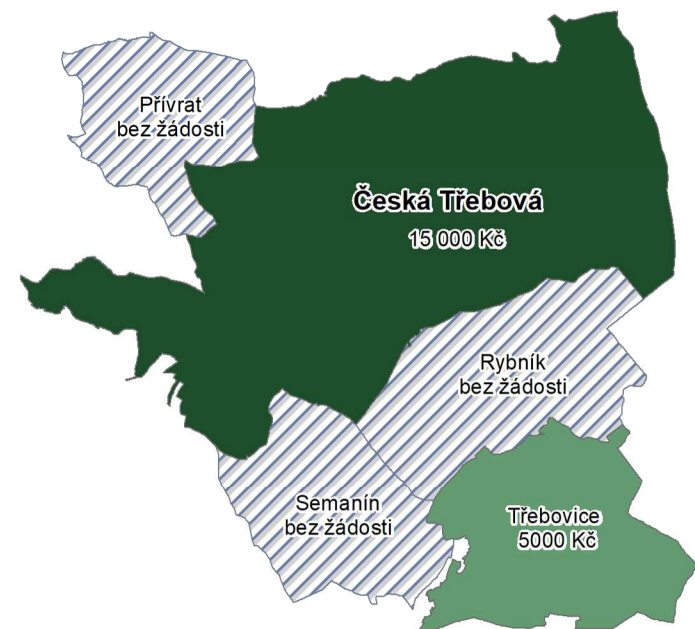 Přívrat
bez žádosti
Česká Třebová
15 000 Kč
Rybník
bez žádosti
Semanín
bez žádosti
Třebovice
5000 Kč